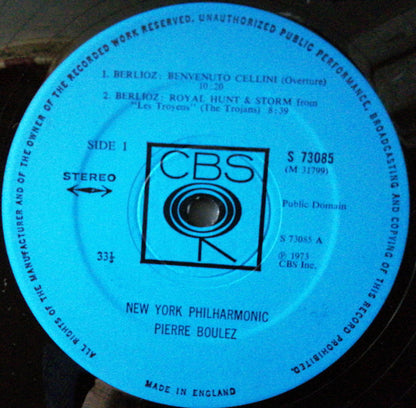 ALL RIGHTS OF THE MANUFACTURER AND OF THE OWNER OF THE RECORDED WORK RESERVED. UNAUTHORIZED PUBLIC PERFORMANCE, BROADCASTING AND COPYING OF THIS RECORD PROHIBITED.
1. BERLIOZ: BENVENUTO CELLINI (Overture)
10:20
2. BERLIOZ: ROYAL HUNT & STORM from
"Les Troyens" (The Trojans) 8:39
SIDE 1
CBS
S 73085
(M 31799)
STEREO
Public Domain
S 73085 A
33⅓
℗ 1973
CBS Inc.
NEW YORK PHILHARMONIC
PIERRE BOULEZ
MADE IN ENGLAND